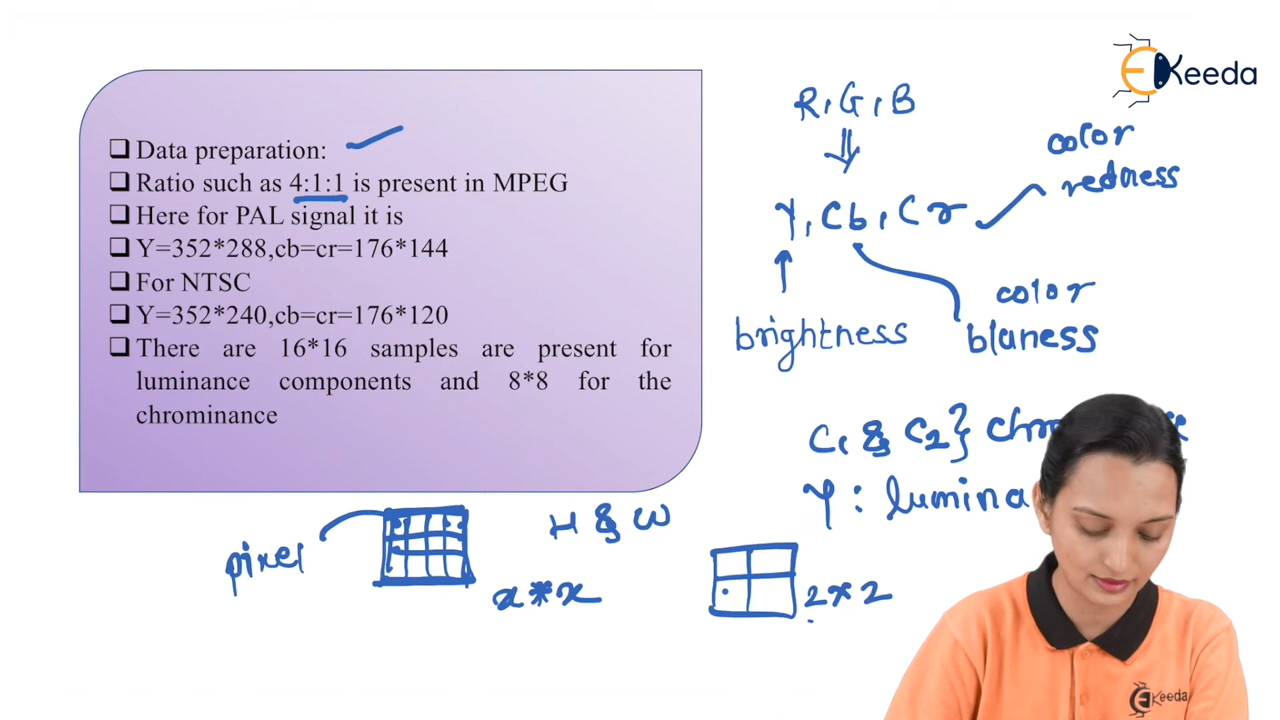 EKeeda
❑ Data preparation:
❑ Ratio such as 4:1:1 is present in MPEG
❑ Here for PAL signal it is
❑ Y=352*288,cb=cr=176*144
❑ For NTSC
❑ Y=352*240,cb=cr=176*120
❑ There are 16*16 samples are present for
luminance components and 8*8 for the
chrominance
R, G, B
Y, Cb, Cr
color
redness
brightness
color
bluness
C1 & C2}
Y :
pixel
H & W
x * x
2 * 2
EKeeda